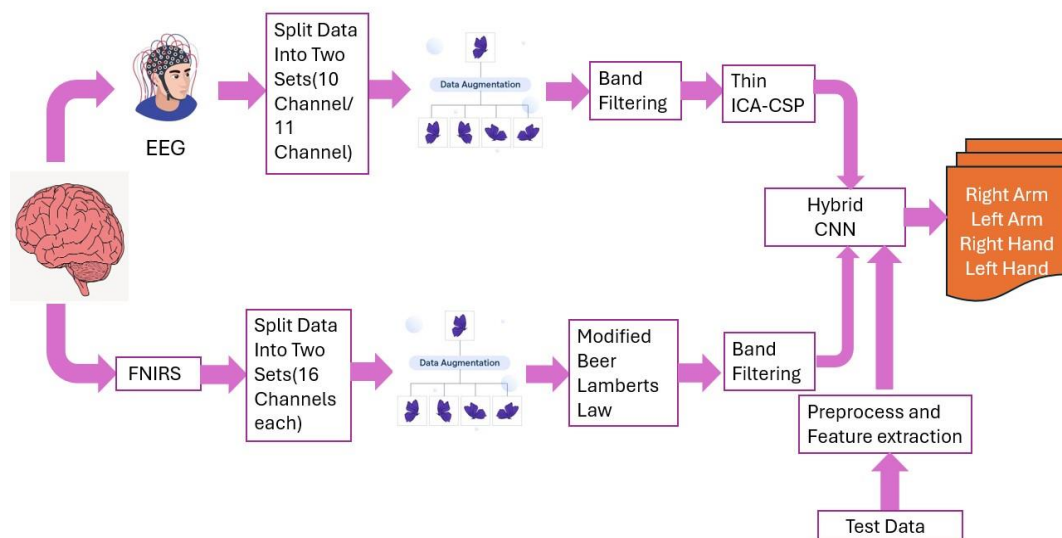 EEG
Split Data
Into Two
Sets(10
Channel/
11
Channel)
Data Augmentation
Band
Filtering
Thin
ICA-CSP
Hybrid
CNN
Right Arm
Left Arm
Right Hand
Left Hand
FNIRS
Split Data
Into Two
Sets(16
Channels
each)
Data Augmentation
Modified
Beer
Lamberts
Law
Band
Filtering
Preprocess and
Feature extraction
Test Data